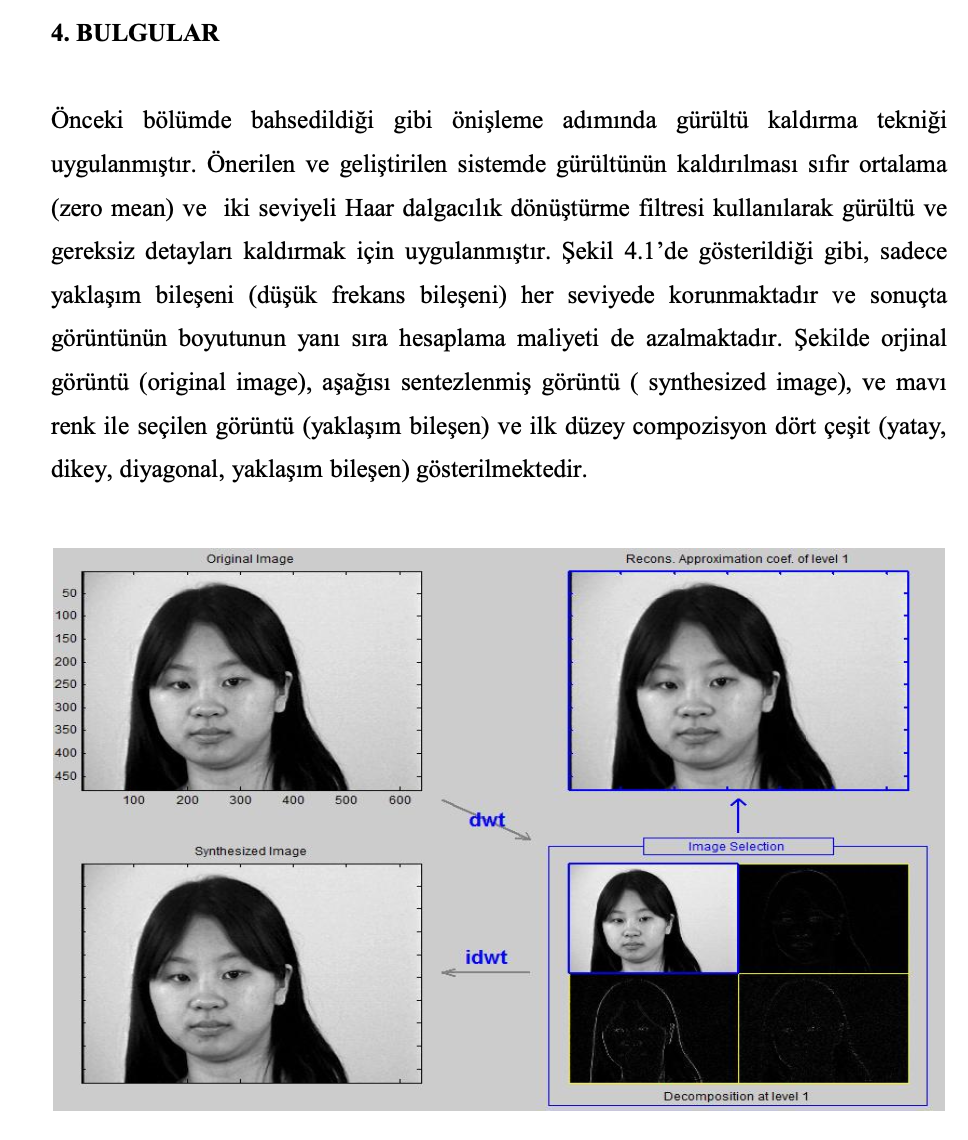 4. BULGULAR
Önceki bölümde bahsedildiği gibi önişleme adımında gürültü kaldırma tekniği
uygulanmıştır. Önerilen ve geliştirilen sistemde gürültünün kaldırılması sıfır ortalama
(zero mean) ve iki seviyeli Haar dalgacılık dönüştürme filtresi kullanılarak gürültü ve
gereksiz detayları kaldırmak için uygulanmıştır. Şekil 4.1’de gösterildiği gibi, sadece
yaklaşım bileşeni (düşük frekans bileşeni) her seviyede korunmaktadır ve sonuçta
görüntünün boyutunun yanı sıra hesaplama maliyeti de azalmaktadır. Şekilde orjinal
görüntü (original image), aşağısı sentezlenmiş görüntü ( synthesized image), ve mavı
renk ile seçilen görüntü (yaklaşım bileşen) ve ilk düzey compozisyon dört çeşit (yatay,
dikey, diyagonal, yaklaşım bileşen) gösterilmektedir.
Original Image
50
100
150
200
250
300
350
400
450
100 200 300 400 500 600
Recons. Approximation coef. of level 1
dwt
Synthesized Image
idwt
Image Selection
Decomposition at level 1